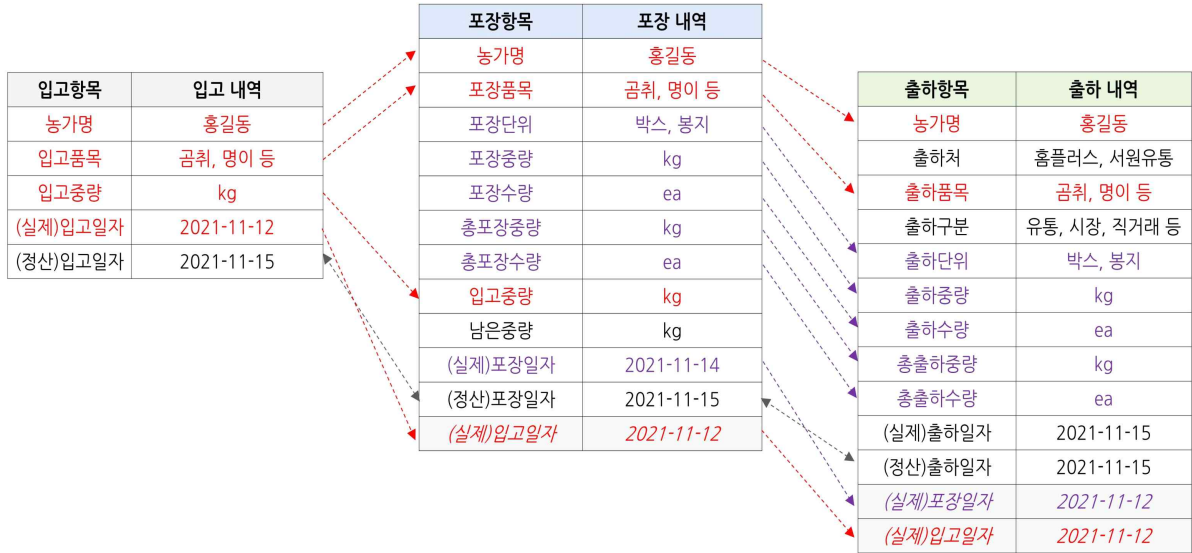 입고항목 입고 내역
농가명 홍길동
입고품목 곰취, 명이 등
입고중량 kg
(실제)입고일자 2021-11-12
(정산)입고일자 2021-11-15
포장항목 포장 내역
농가명 홍길동
포장품목 곰취, 명이 등
포장단위 박스, 봉지
포장중량 kg
포장수량 ea
총포장중량 kg
총포장수량 ea
입고중량 kg
남은중량 kg
(실제)포장일자 2021-11-14
(정산)포장일자 2021-11-15
(실제)입고일자 2021-11-12
출하항목 출하 내역
농가명 홍길동
출하처 홈플러스, 서원유통
출하품목 곰취, 명이 등
출하구분 유통, 시장, 직거래 등
출하단위 박스, 봉지
출하중량 kg
출하수량 ea
총출하중량 kg
총출하수량 ea
(실제)출하일자 2021-11-15
(정산)출하일자 2021-11-15
(실제)포장일자 2021-11-12
(실제)입고일자 2021-11-12